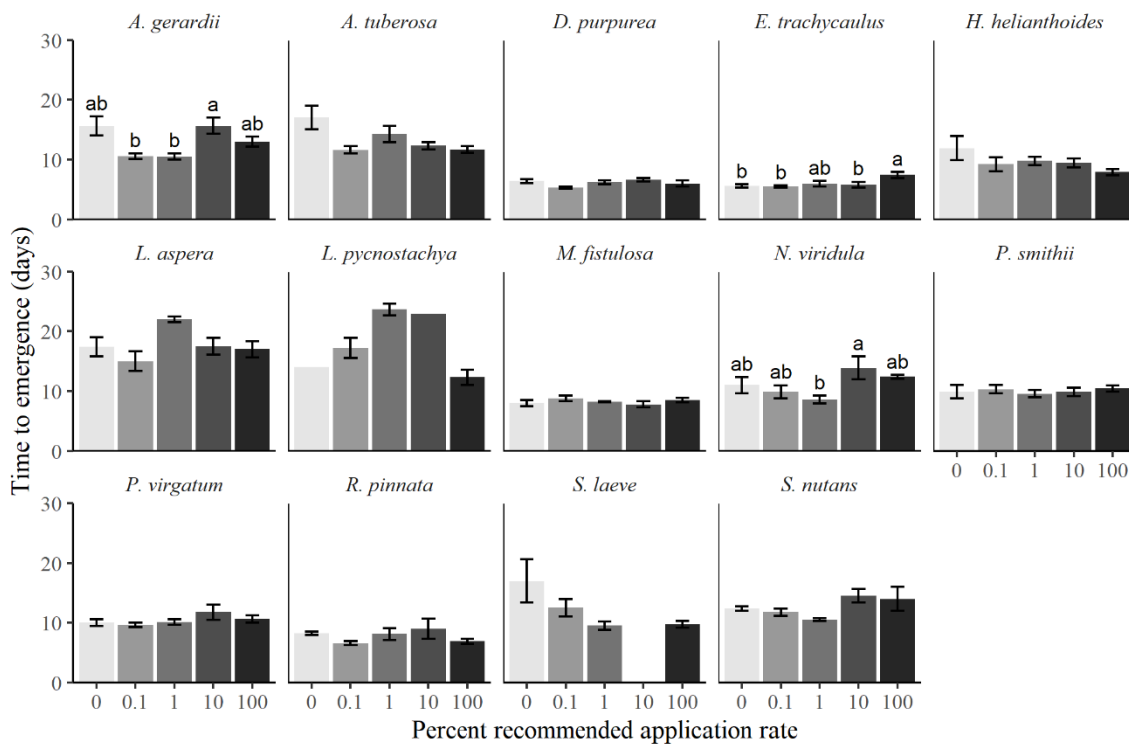 A. gerardii A. tuberosa D. purpurea E. trachycaulus H. helianthoides
30
20
10
0
ab b b a ab
b b ab b a
L. aspera L. pycnostachya M. fistulosa N. viridula P. smithii
30
20
10
0
ab ab b a ab
0 0.1 1 10 100
P. virgatum R. pinnata S. laeve S. nutans
30
20
10
0
0 0.1 1 10 100 0 0.1 1 10 100 0 0.1 1 10 100 0 0.1 1 10 100
Time to emergence (days)
Percent recommended application rate